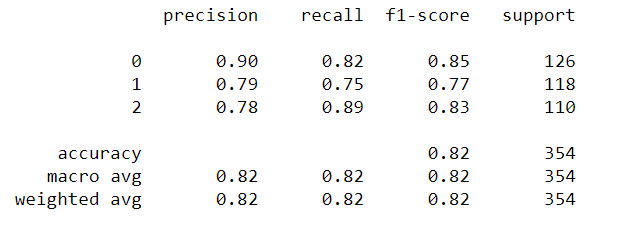 precision recall f1-score support
0 0.90 0.82 0.85 126
1 0.79 0.75 0.77 118
2 0.78 0.89 0.83 110
accuracy 0.82 354
macro avg 0.82 0.82 0.82 354
weighted avg 0.82 0.82 0.82 354